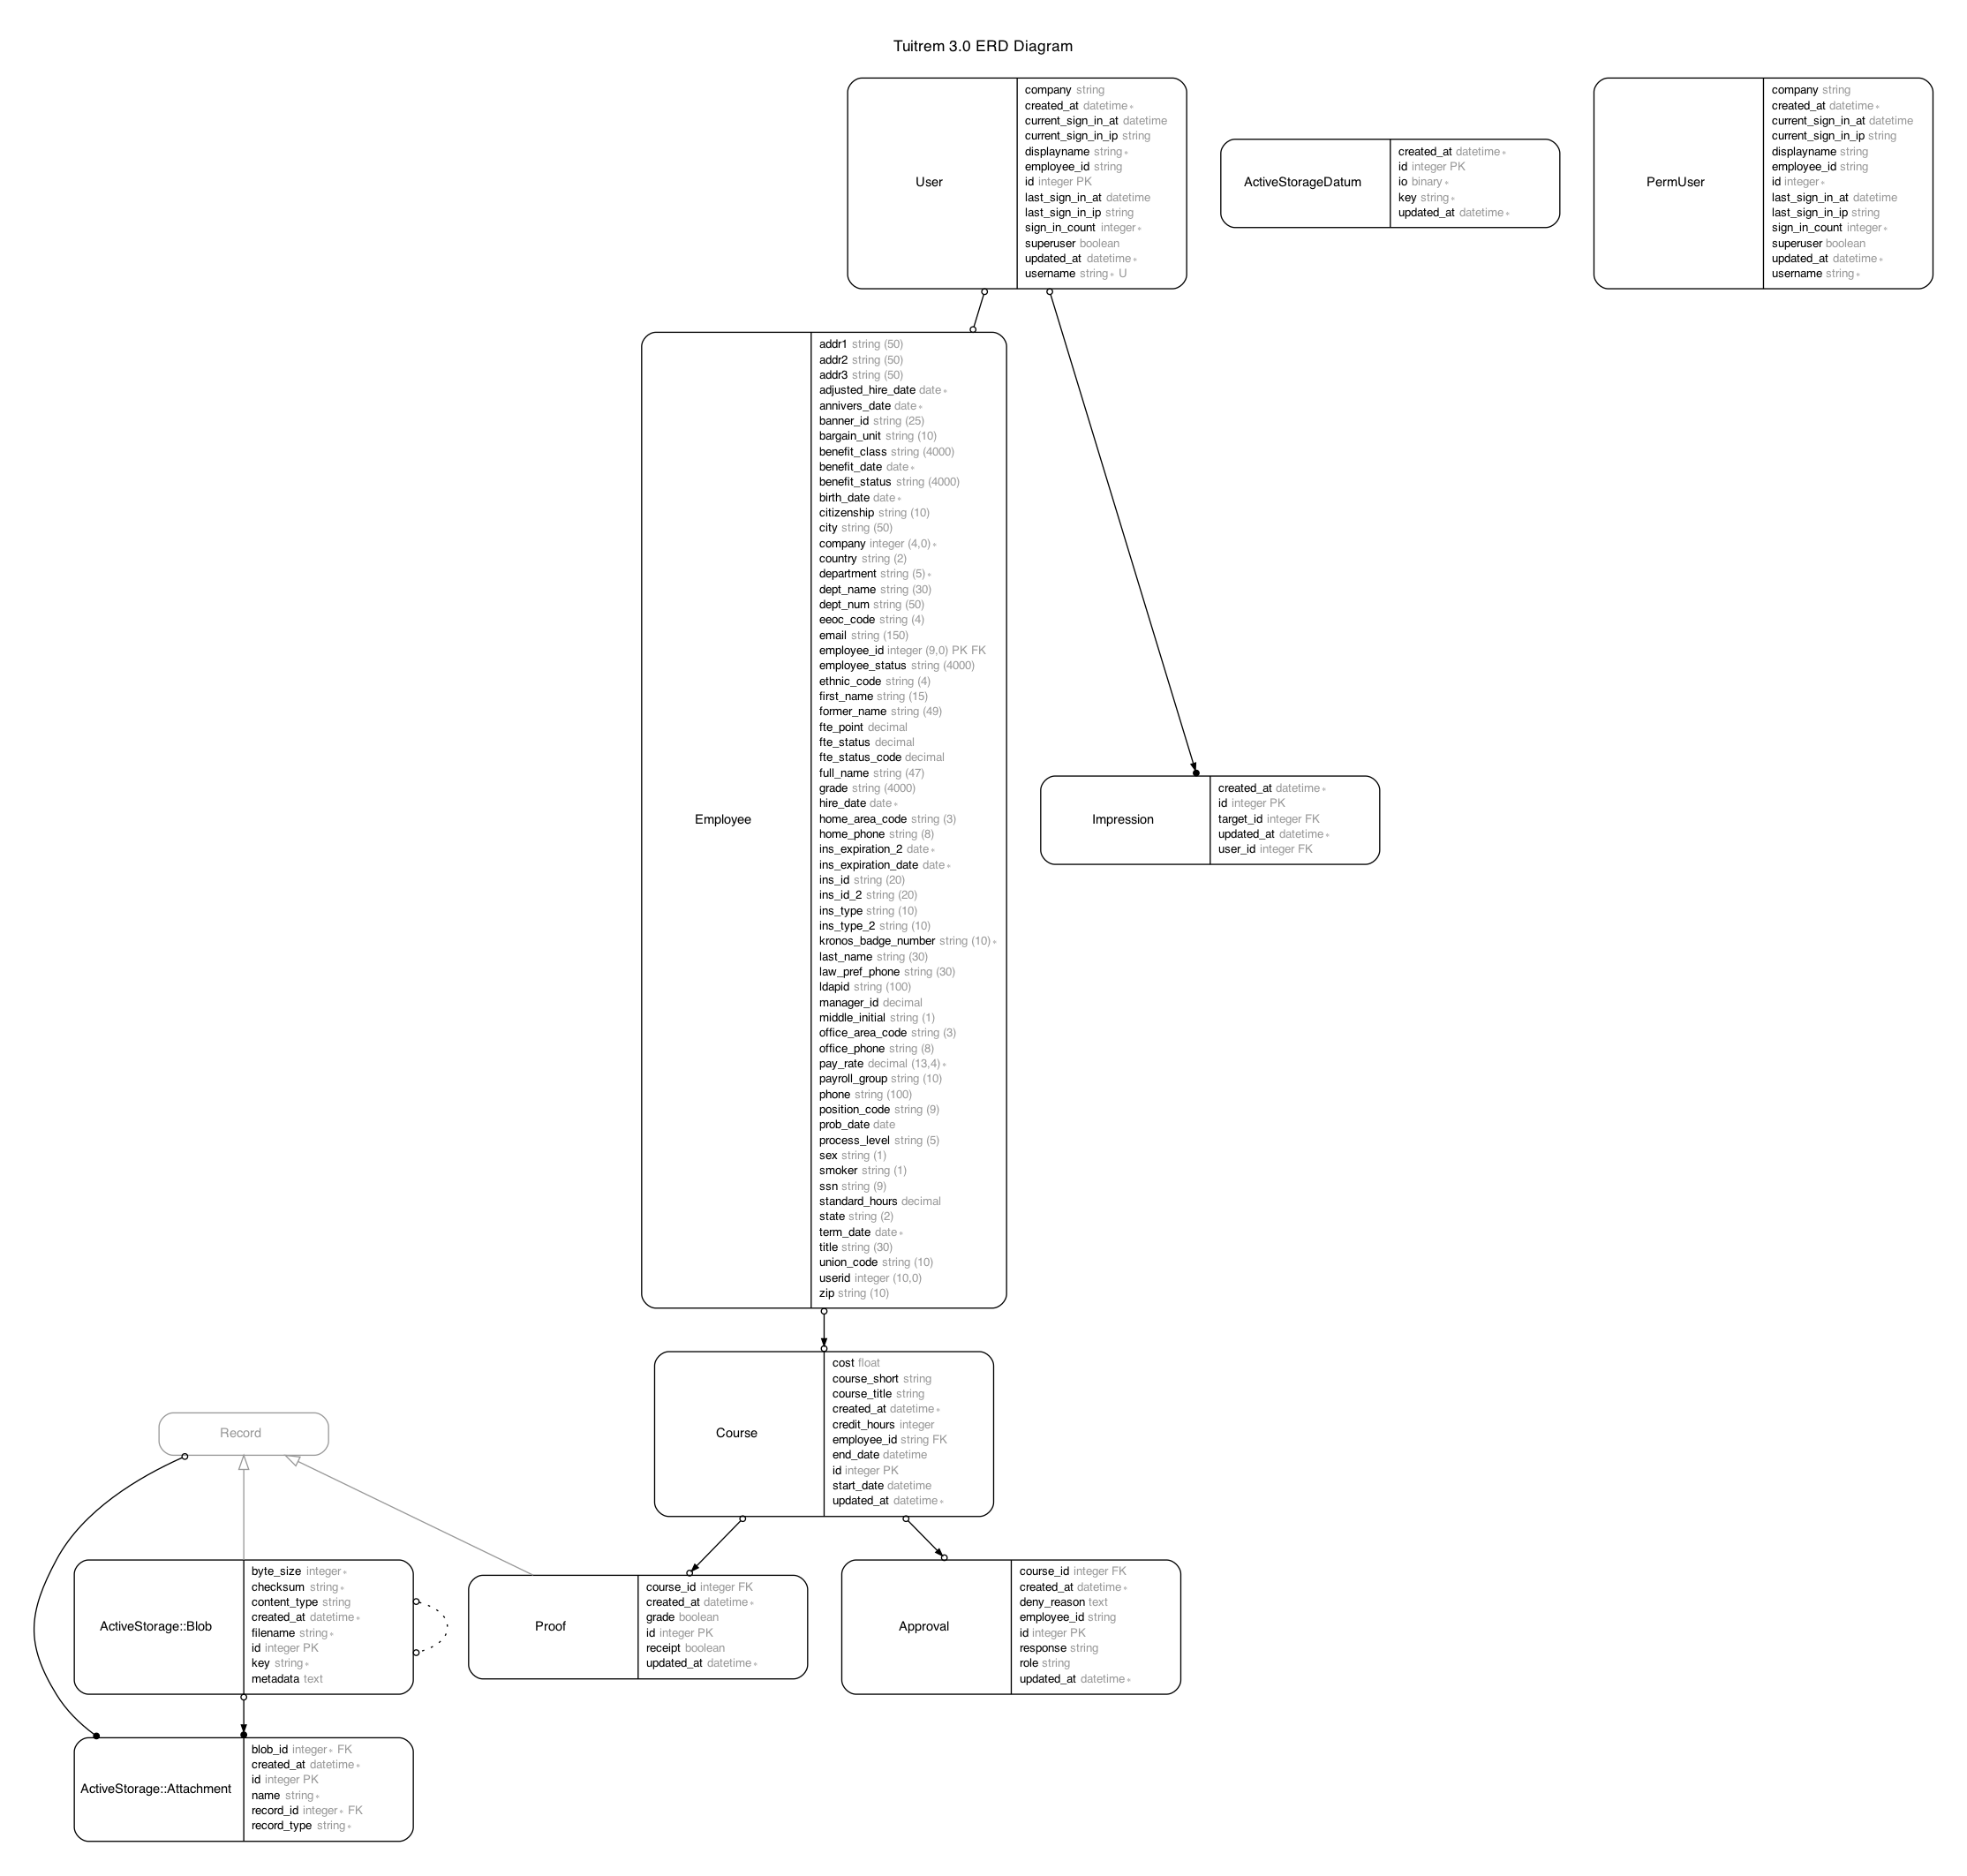 Tuitrem 3.0 ERD Diagram
User
company string
created_at datetime ∗
current_sign_in_at datetime
current_sign_in_ip string
displayname string ∗
employee_id string
id integer PK
last_sign_in_at datetime
last_sign_in_ip string
sign_in_count integer ∗
superuser boolean
updated_at datetime ∗
username string ∗ U
ActiveStorageDatum
created_at datetime ∗
id integer PK
io binary ∗
key string ∗
updated_at datetime ∗
PermUser
company string
created_at datetime ∗
current_sign_in_at datetime
current_sign_in_ip string
displayname string
employee_id string
id integer ∗
last_sign_in_at datetime
last_sign_in_ip string
sign_in_count integer ∗
superuser boolean
updated_at datetime ∗
username string ∗
Employee
addr1 string (50)
addr2 string (50)
addr3 string (50)
adjusted_hire_date date ∗
annivers_date date ∗
banner_id string (25)
bargain_unit string (10)
benefit_class string (4000)
benefit_date date ∗
benefit_status string (4000)
birth_date date ∗
citizenship string (10)
city string (50)
company integer (4,0) ∗
country string (2)
department string (5) ∗
dept_name string (30)
dept_num string (50)
eeoc_code string (4)
email string (150)
employee_id integer (9,0) PK FK
employee_status string (4000)
ethnic_code string (4)
first_name string (15)
former_name string (49)
fte_point decimal
fte_status decimal
fte_status_code decimal
full_name string (47)
grade string (4000)
hire_date date ∗
home_area_code string (3)
home_phone string (8)
ins_expiration_2 date ∗
ins_expiration_date date ∗
ins_id string (20)
ins_id_2 string (20)
ins_type string (10)
ins_type_2 string (10)
kronos_badge_number string (10) ∗
last_name string (30)
law_pref_phone string (30)
ldapid string (100)
manager_id decimal
middle_initial string (1)
office_area_code string (3)
office_phone string (8)
pay_rate decimal (13,4) ∗
payroll_group string (10)
phone string (100)
position_code string (9)
prob_date date
process_level string (5)
sex string (1)
smoker string (1)
ssn string (9)
standard_hours decimal
state string (2)
term_date date ∗
title string (30)
union_code string (10)
userid integer (10,0)
zip string (10)
Impression
created_at datetime ∗
id integer PK
target_id integer FK
updated_at datetime ∗
user_id integer FK
Course
cost float
course_short string
course_title string
created_at datetime ∗
credit_hours integer
employee_id string FK
end_date datetime
id integer PK
start_date datetime
updated_at datetime ∗
Record
ActiveStorage::Blob
byte_size integer ∗
checksum string ∗
content_type string
created_at datetime ∗
filename string ∗
id integer PK
key string ∗
metadata text
Proof
course_id integer FK
created_at datetime ∗
grade boolean
id integer PK
receipt boolean
updated_at datetime ∗
Approval
course_id integer FK
created_at datetime ∗
deny_reason text
employee_id string
id integer PK
response string
role string
updated_at datetime ∗
ActiveStorage::Attachment
blob_id integer ∗ FK
created_at datetime ∗
id integer PK
name string ∗
record_id integer ∗ FK
record_type string ∗